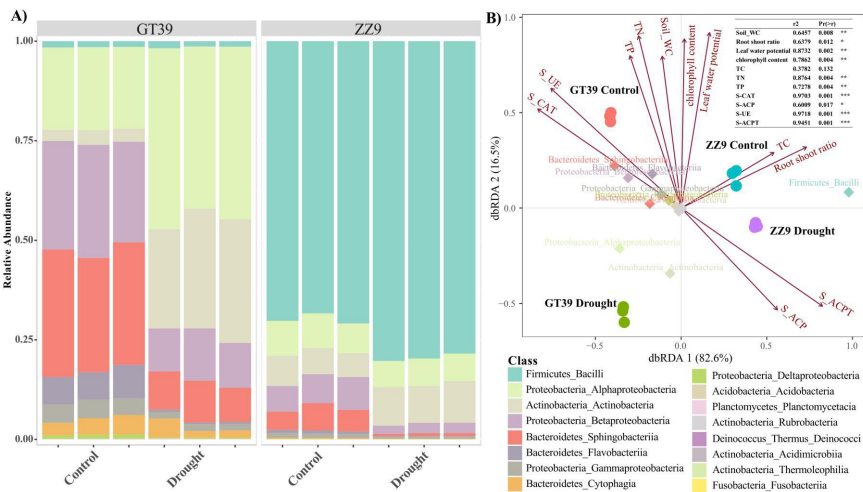 A)
GT39
ZZ9
1.00
0.75
0.50
0.25
0.00
Relative Abundance
Control
Drought
Control
Drought
B)
1.0
0.5
0.0
−0.5
−0.5
0.0
0.5
1.0
dbRDA 2 (16.5%)
dbRDA 1 (82.6%)
r2 Pr(>r)
Soil_WC 0.6457 0.008 **
Root shoot ratio 0.6379 0.012 *
Leaf water potential 0.8732 0.002 **
chlorophyll content 0.7862 0.004 **
TC 0.3782 0.132
TN 0.8764 0.004 **
TP 0.7278 0.004 **
S-CAT 0.9703 0.001 ***
S-ACP 0.6009 0.017 *
S-UE 0.9718 0.001 ***
S-ACPT 0.9451 0.001 ***
TN
TP
Soil_WC
chlorophyll content
Leaf water potential
S_UE
S_CAT
GT39 Control
ZZ9 Control
TC
Root shoot ratio
Bacteroidetes_Sphingobacteriia
Firmicutes_Bacilli
ZZ9 Drought
Proteobacteria_Alphaproteobacteria
Actinobacteria_Actinobacteria
GT39 Drought
S_ACP
S_ACPT
Class
Firmicutes_Bacilli
Proteobacteria_Alphaproteobacteria
Actinobacteria_Actinobacteria
Proteobacteria_Betaproteobacteria
Bacteroidetes_Sphingobacteriia
Bacteroidetes_Flavobacteriia
Proteobacteria_Gammaproteobacteria
Bacteroidetes_Cytophagia
Proteobacteria_Deltaproteobacteria
Acidobacteria_Acidobacteria
Planctomycetes_Planctomycetacia
Actinobacteria_Rubrobacteria
Deinococcus_Thermus_Deinococci
Actinobacteria_Acidimicrobiia
Actinobacteria_Thermoleophilia
Fusobacteria_Fusobacteriia